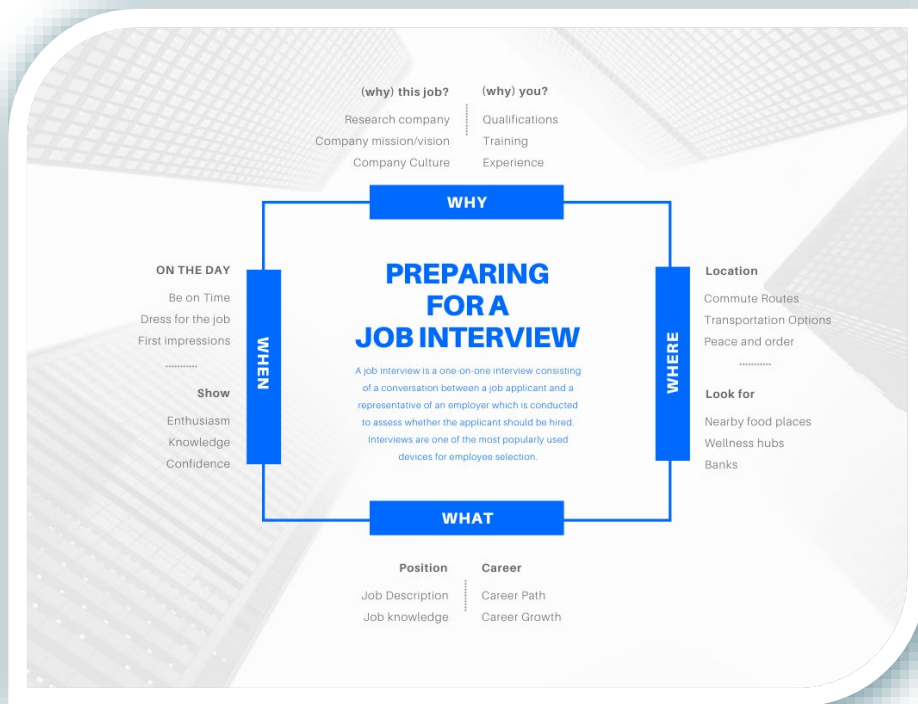 (why) this job?
Research company
Company mission/vision
Company Culture
(why) you?
Qualifications
Training
Experience
WHY
ON THE DAY
Be on Time
Dress for the job
First impressions
Show
Enthusiasm
Knowledge
Confidence
WHEN
PREPARING
FOR A
JOB INTERVIEW
A job interview is a one-on-one interview consisting
of a conversation between a job applicant and a
representative of an employer which is conducted
to assess whether the applicant should be hired.
Interviews are one of the most popularly used
devices for employee selection.
WHERE
Location
Commute Routes
Transportation Options
Peace and order
Look for
Nearby food places
Wellness hubs
Banks
WHAT
Position
Job Description
Job knowledge
Career
Career Path
Career Growth